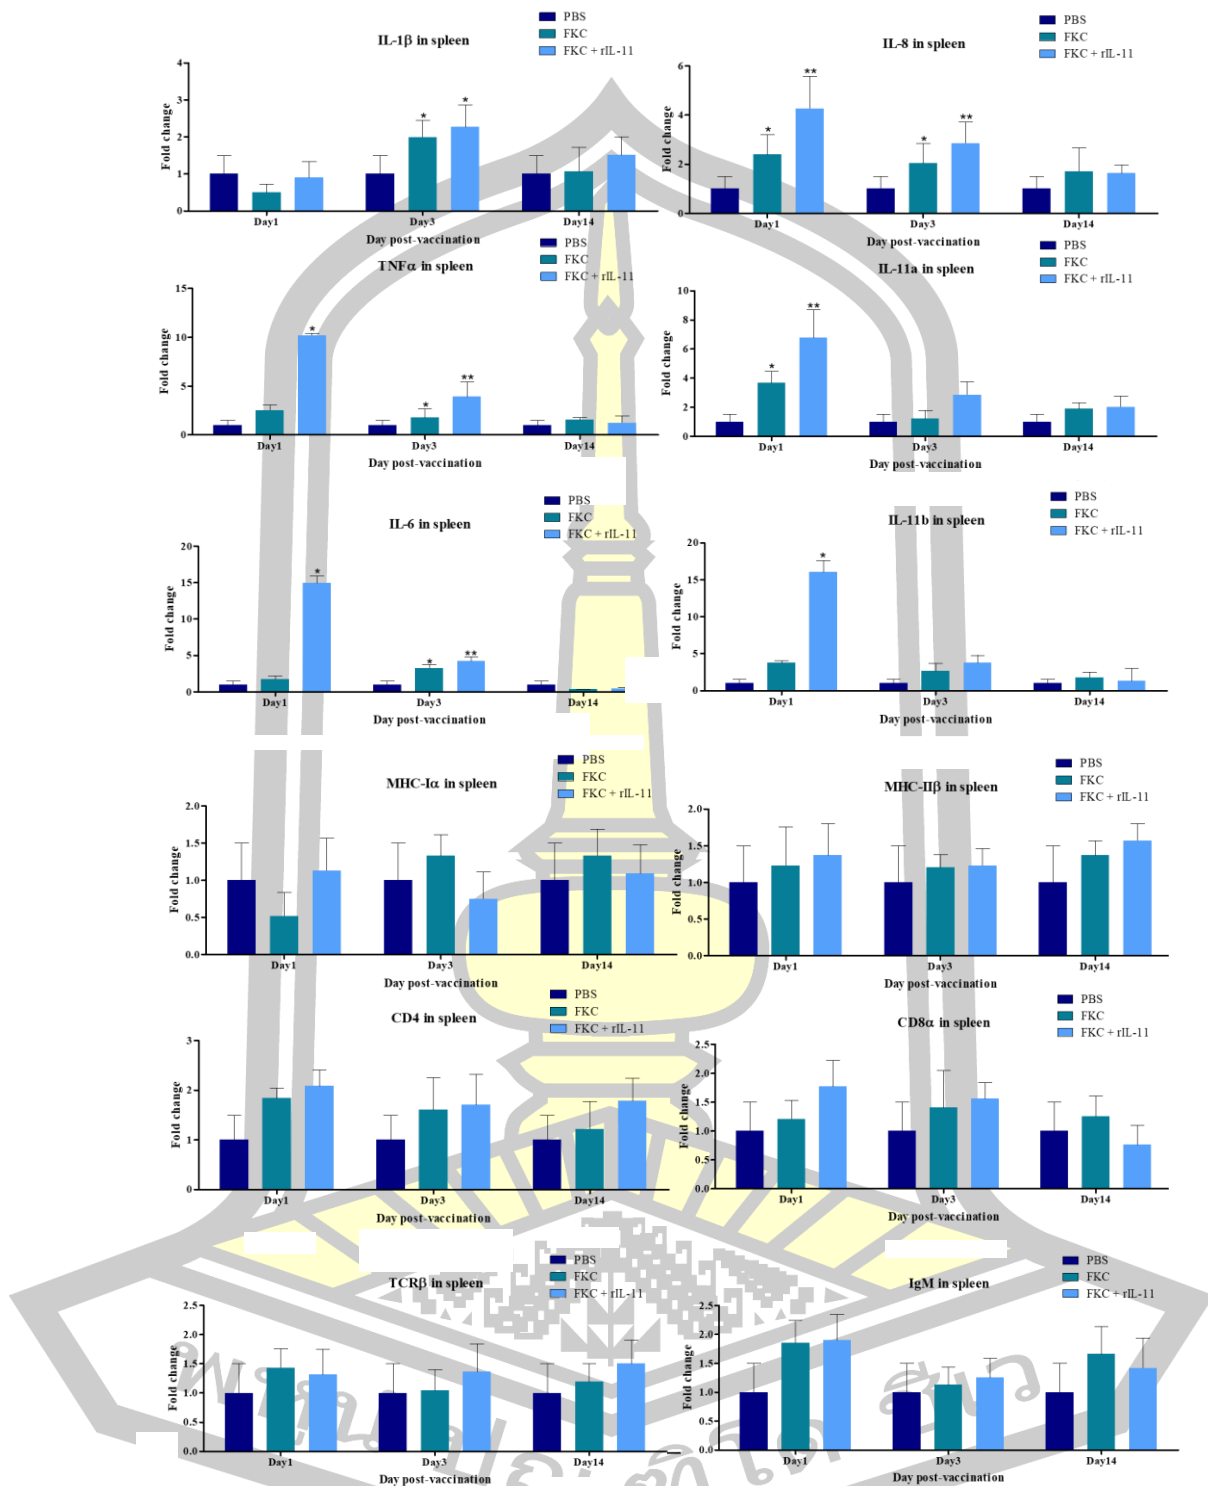 PBS
FKC
FKC + rIL-11
IL-1β in spleen
4
3
2
1
0
Fold change
Day1
Day3
Day14
Day post-vaccination
*
*
PBS
FKC
FKC + rIL-11
IL-8 in spleen
6
4
2
0
Fold change
*
**
*
**
Day1
Day3
Day14
Day post-vaccination
PBS
FKC
FKC + rIL-11
TNFα in spleen
15
10
5
0
Fold change
*
*
**
Day1
Day3
Day14
Day post-vaccination
PBS
FKC
FKC + rIL-11
IL-11a in spleen
10
8
6
4
2
0
Fold change
*
**
Day1
Day3
Day14
Day post-vaccination
PBS
FKC
FKC + rIL-11
IL-6 in spleen
20
15
10
5
0
Fold change
*
*
**
Day1
Day3
Day14
Day post-vaccination
PBS
FKC
FKC + rIL-11
IL-11b in spleen
20
15
10
5
0
Fold change
*
Day1
Day3
Day14
Day post-vaccination
PBS
FKC
FKC + rIL-11
MHC-Iα in spleen
2.0
1.5
1.0
0.5
0.0
Fold change
Day1
Day3
Day14
Day post-vaccination
PBS
FKC
FKC + rIL-11
MHC-IIβ in spleen
2.0
1.5
1.0
0.5
0.0
Fold change
Day1
Day3
Day14
Day post-vaccination
PBS
FKC
FKC + rIL-11
CD4 in spleen
3
2
1
0
Fold change
Day1
Day3
Day14
Day post-vaccination
PBS
FKC
FKC + rIL-11
CD8α in spleen
2.5
2.0
1.5
1.0
0.5
0.0
Fold change
Day1
Day3
Day14
Day post-vaccination
PBS
FKC
FKC + rIL-11
TCRβ in spleen
2.5
2.0
1.5
1.0
0.5
0.0
Fold change
Day1
Day3
Day14
Day post-vaccination
PBS
FKC
FKC + rIL-11
IgM in spleen
2.5
2.0
1.5
1.0
0.5
0.0
Fold change
Day1
Day3
Day14
Day post-vaccination